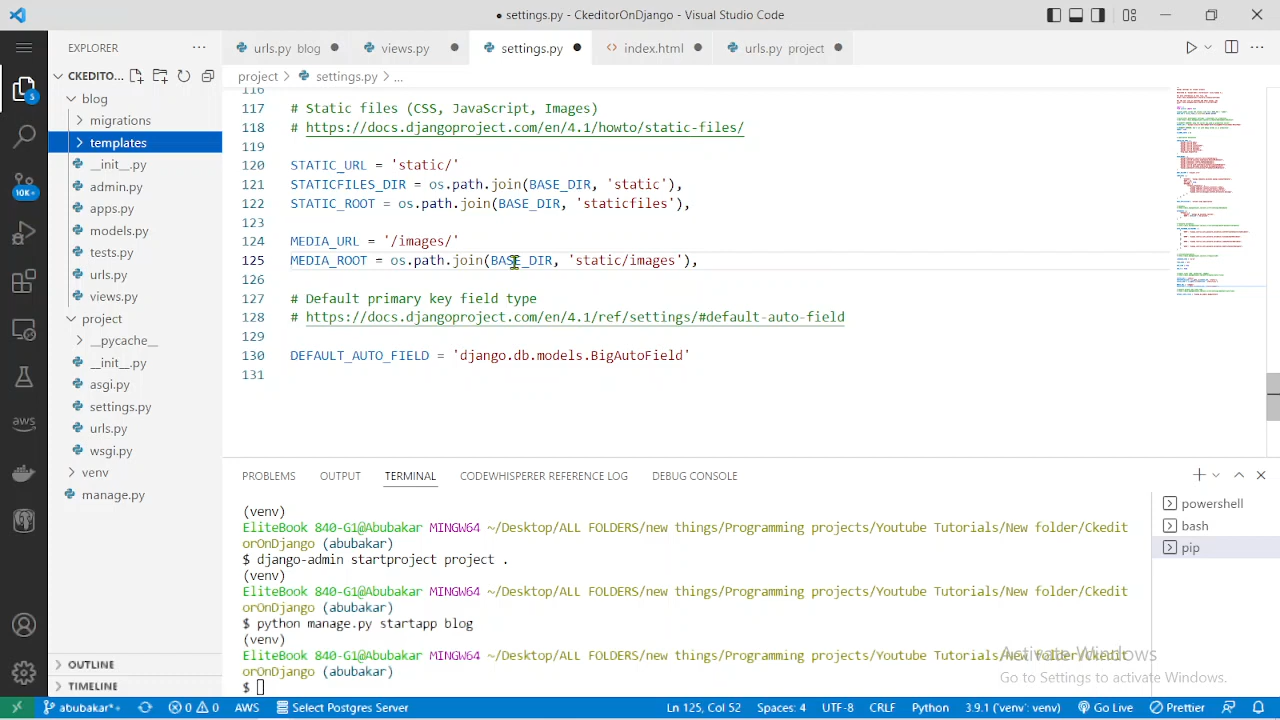 settings.py - CkeditorOnDjango - Visual Studio Code
EXPLORER
urls.py blog
views.py
settings.py
index.html
urls.py project
CKEDITO...
project
settings.py
...
blog
migrations
templates
__init__.py
admin.py
apps.py
models.py
tests.py
urls.py
views.py
project
__pycache__
__init__.py
asgi.py
settings.py
urls.py
wsgi.py
venv
manage.py
OUTLINE
TIMELINE
5
10K+
aws
116
117 # Static files (CSS, JavaScript, Images)
118 # https://docs.djangoproject.com/en/4.1/howto/static-files/
STATIC_URL = 'static/'
121 STATICFILES_DIR = os.path.join(BASE_DIR, 'static'),
STATIC_ROOT = os.path.join(BASE_DIR, 'staticfiles',
124 MEDIA_URL = 'images/'
MEDIA_ROOT = os.path.join(BASE_DIR, 'static/images')
127 # Default primary key field type
# https://docs.djangoproject.com/en/4.1/ref/settings/#default-auto-field
129
130 DEFAULT_AUTO_FIELD = 'django.db.models.BigAutoField'
131
PROBLEMS OUTPUT TERMINAL CODEWHISPERER REFERENCE LOG DEBUG CONSOLE
(venv)
EliteBook 840-G1@Abubakar MINGW64 ~/Desktop/ALL FOLDERS/new things/Programming projects/Youtube Tutorials/New folder/Ckedit
orOnDjango (abubakar)
$ django-admin startproject project .
(venv)
EliteBook 840-G1@Abubakar MINGW64 ~/Desktop/ALL FOLDERS/new things/Programming projects/Youtube Tutorials/New folder/Ckedit
orOnDjango (abubakar)
$ python manage.py startapp blog
(venv)
EliteBook 840-G1@Abubakar MINGW64 ~/Desktop/ALL FOLDERS/new things/Programming projects/Youtube Tutorials/New folder/Ckedit
orOnDjango (abubakar)
$
powershell
bash
pip
Activate Windows
Go to Settings to activate Windows.
abubakar*+ 0 0 AWS Select Postgres Server Ln 125, Col 52 Spaces: 4 UTF-8 CRLF Python 3.9.1 ('venv': venv) Go Live Prettier